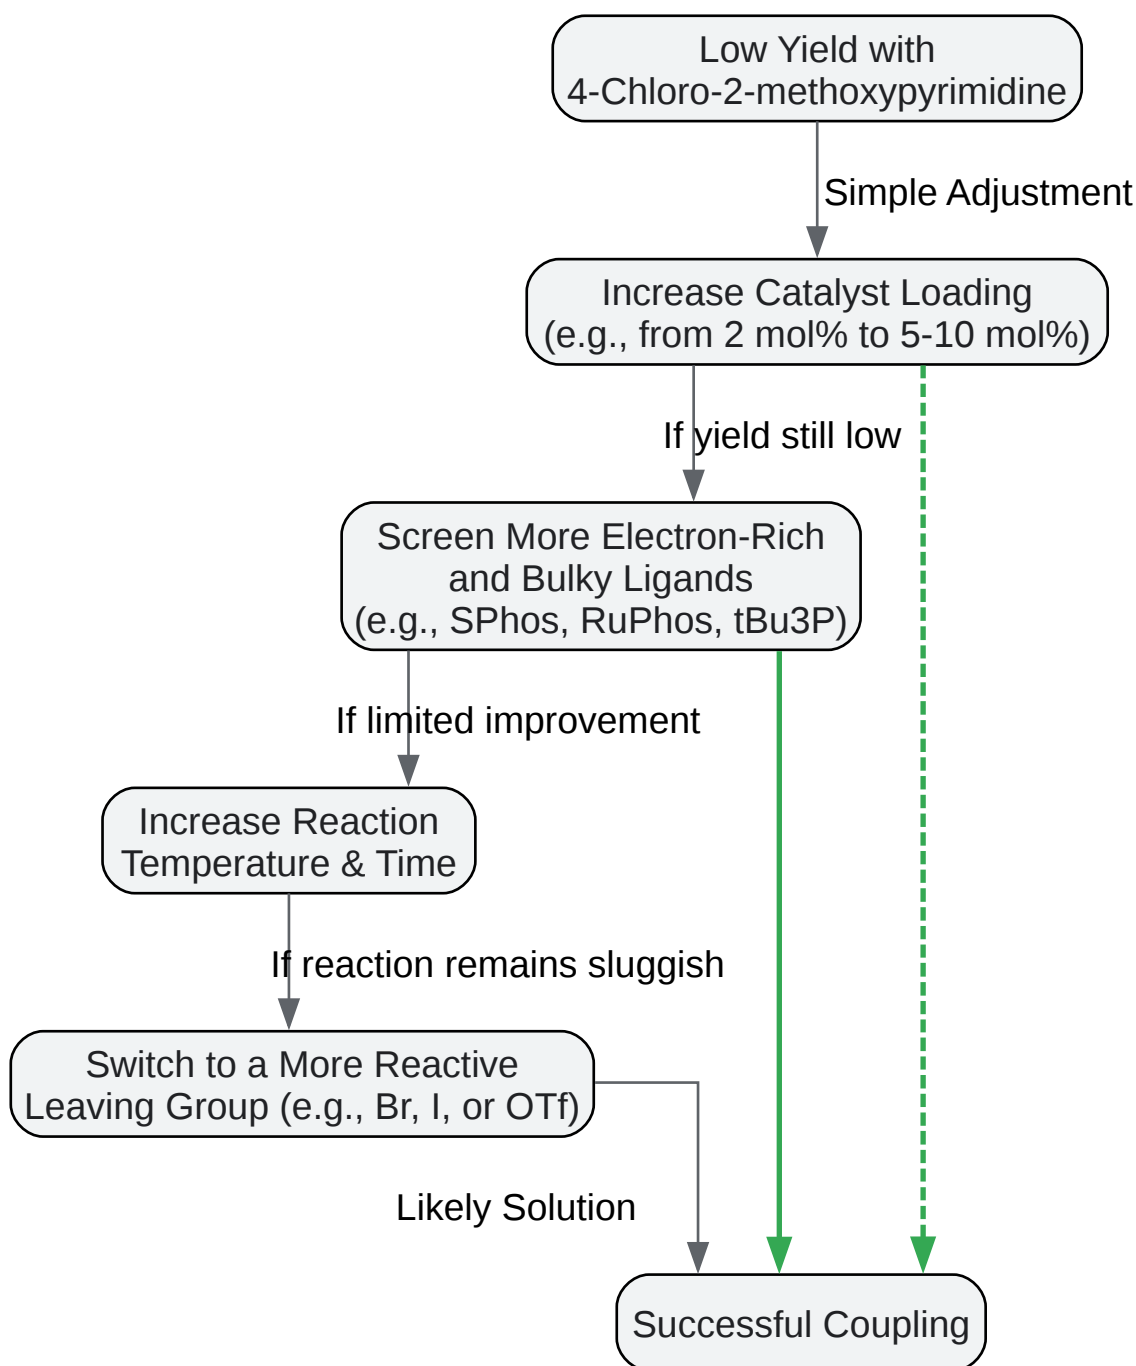 Low Yield with
4-Chloro-2-methoxypyrimidine
Simple Adjustment
Increase Catalyst Loading
(e.g., from 2 mol% to 5-10 mol%)
If yield still low
Screen More Electron-Rich
and Bulky Ligands
(e.g., SPhos, RuPhos, tBu3P)
If limited improvement
Increase Reaction
Temperature & Time
If reaction remains sluggish
Switch to a More Reactive
Leaving Group (e.g., Br, I, or OTf)
Likely Solution
Successful Coupling